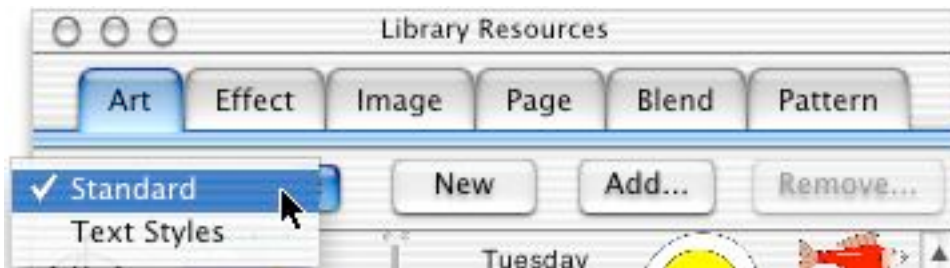 Library Resources
Art Effect Image Page Blend Pattern
✓ Standard New Add... Remove...
Text Styles
Tuesday